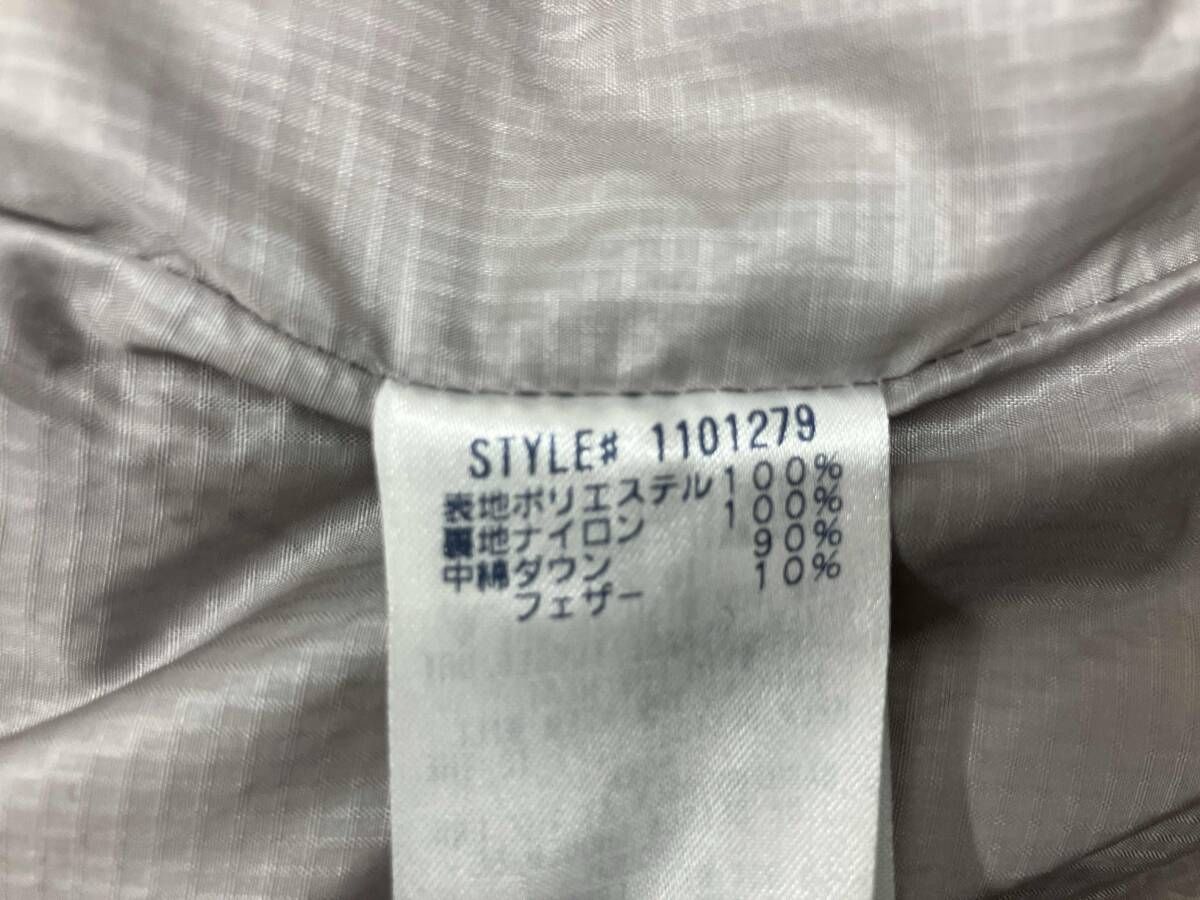 STYLE# 1101279
表地ポリエステル100%
裏地ナイロン 100%
中綿ダウン 90%
フェザー 10%